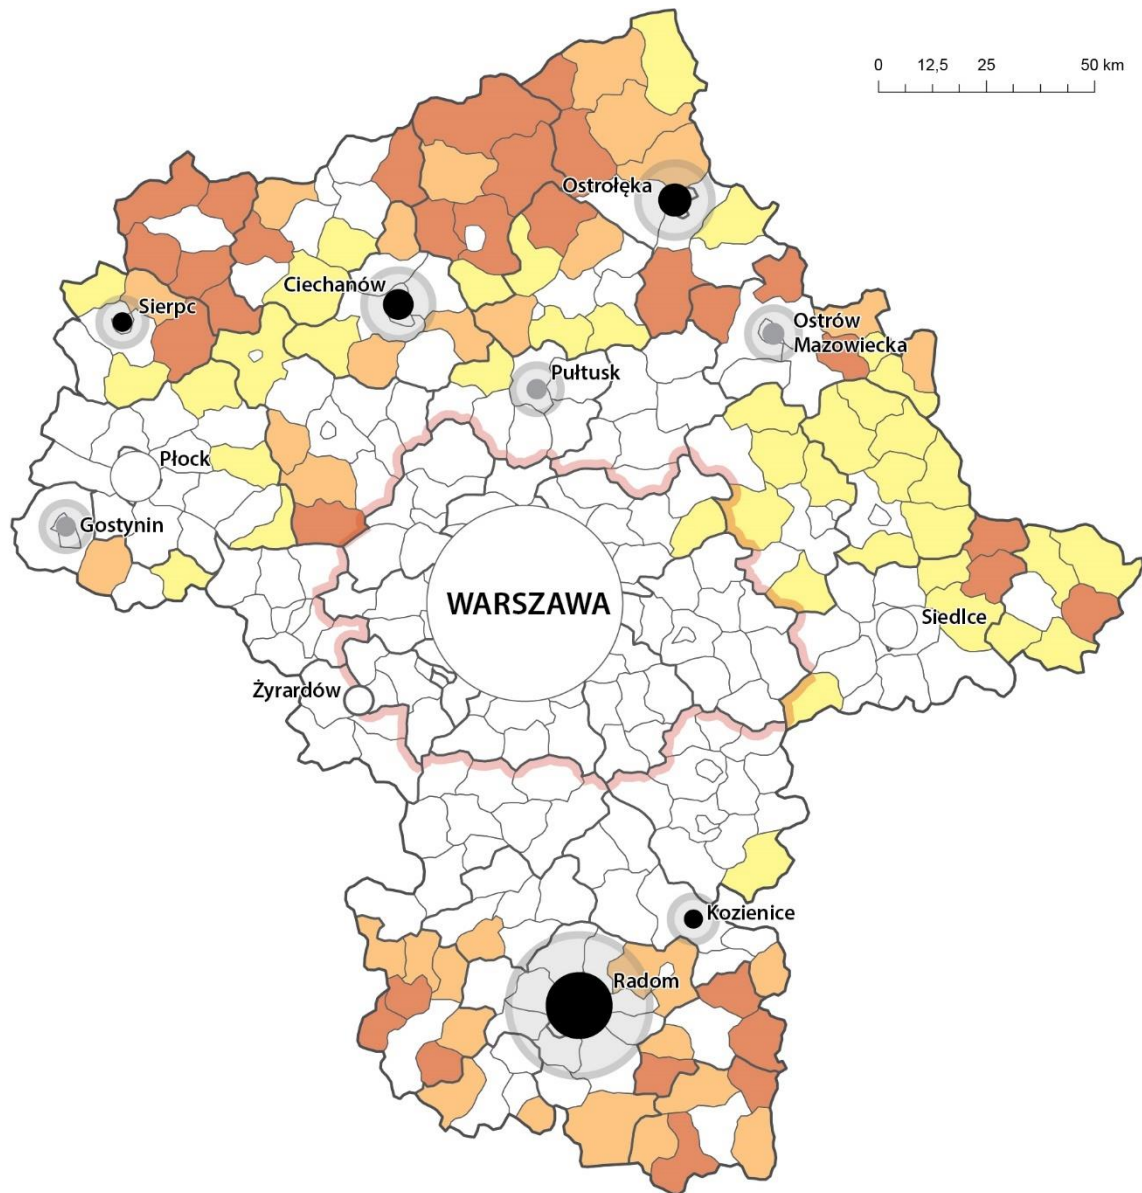 0 12,5 25 50 km
Ostrołęka
Ciechanów
Sierpc
Ostrów
Mazowiecka
Pułtusk
Płock
Gostynin
WARSZAWA
Siedlce
Żyrardów
Kozienice
Radom